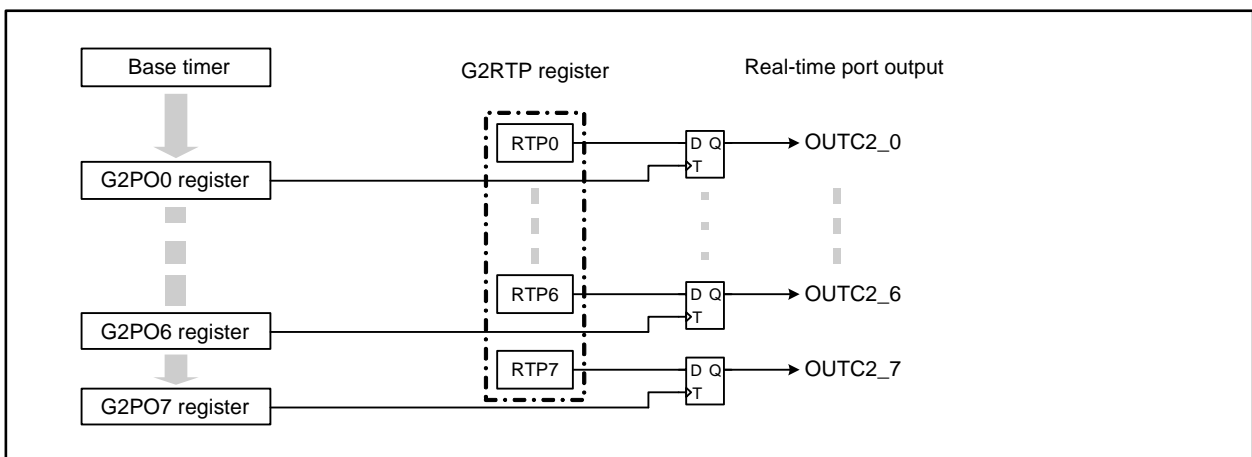 Base timer
G2RTP register
Real-time port output
RTP0
D Q
T
OUTC2_0
G2PO0 register
RTP6
D Q
T
OUTC2_6
G2PO6 register
RTP7
D Q
T
OUTC2_7
G2PO7 register